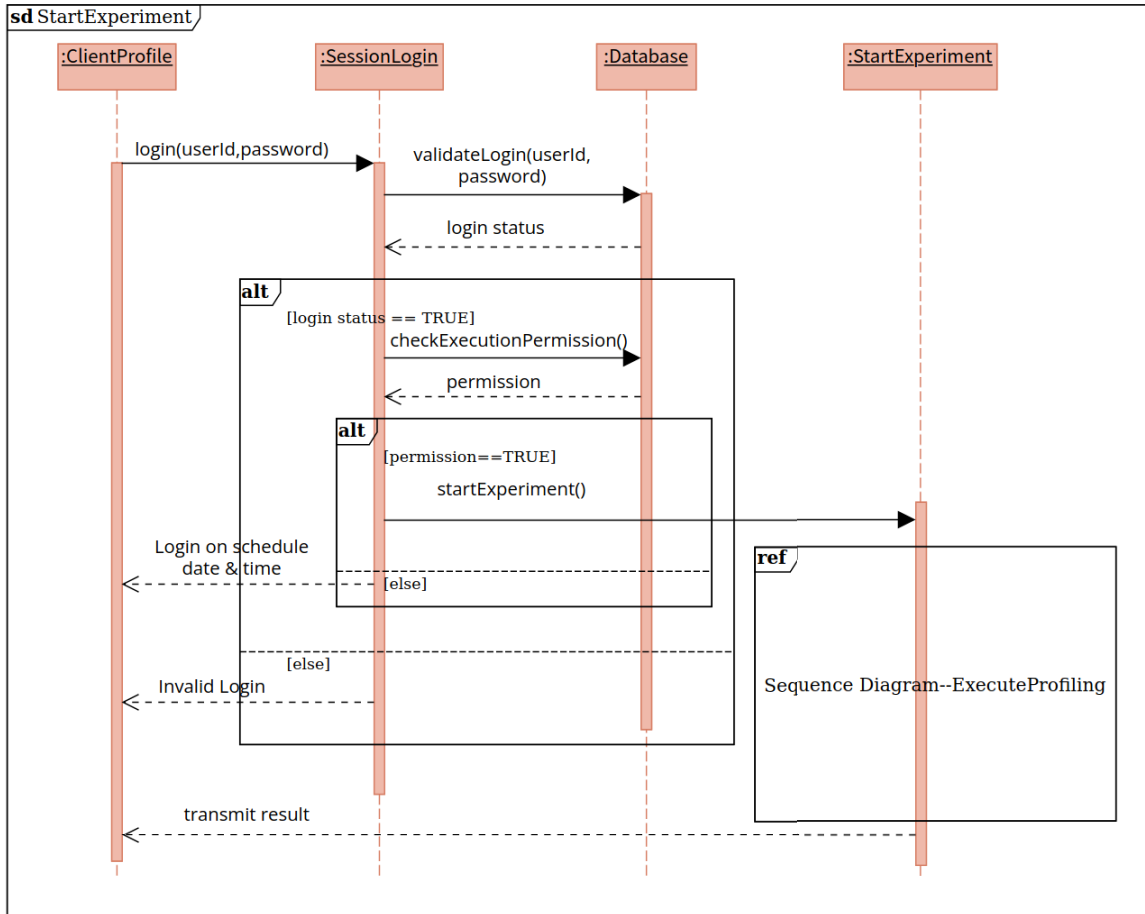 sd StartExperiment
:ClientProfile
:SessionLogin
:Database
:StartExperiment
login(userId,password)
validateLogin(userId,
password)
login status
alt
[login status == TRUE]
checkExecutionPermission()
permission
alt
[permission==TRUE]
startExperiment()
Login on schedule
date & time
[else]
ref
Sequence Diagram--ExecuteProfiling
[else]
Invalid Login
transmit result